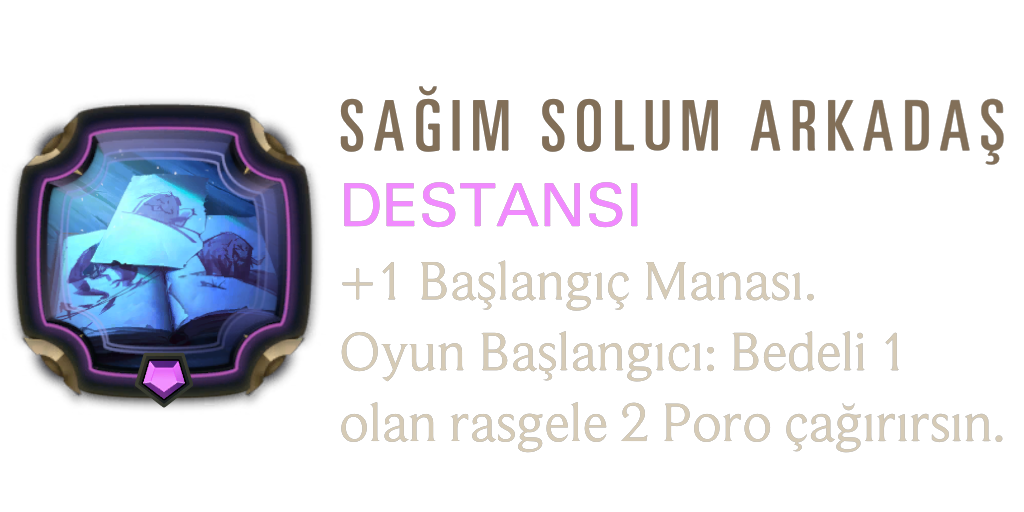 SAĞIM SOLUM ARKADAŞ
DESTANSI
+1 Başlangıç Manası.
Oyun Başlangıcı: Bedeli 1
olan rasgele 2 Poro çağırırsın.